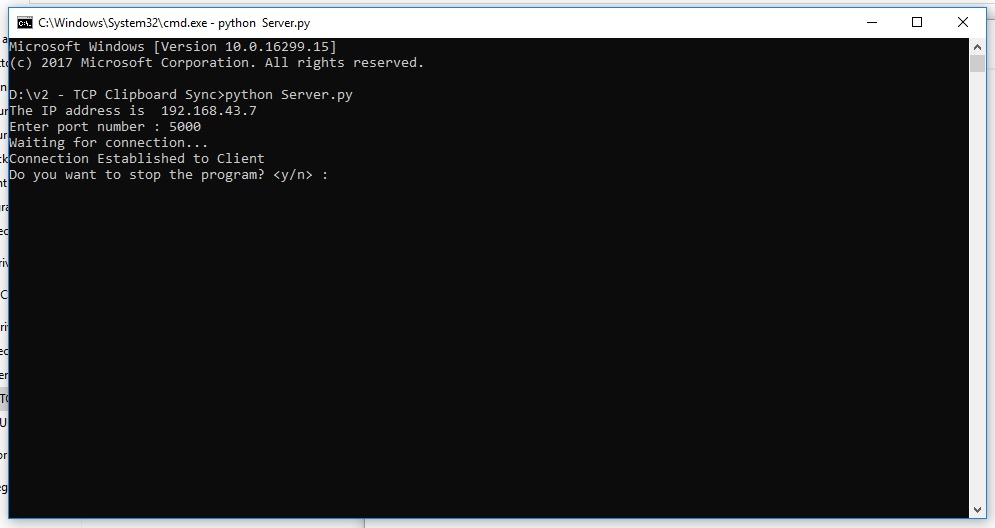 C:\Windows\System32\cmd.exe - python  Server.py
Microsoft Windows [Version 10.0.16299.15]
(c) 2017 Microsoft Corporation. All rights reserved.
D:\v2 - TCP Clipboard Sync>python Server.py
The IP address is  192.168.43.7
Enter port number : 5000
Waiting for connection...
Connection Established to Client
Do you want to stop the program? <y/n> :